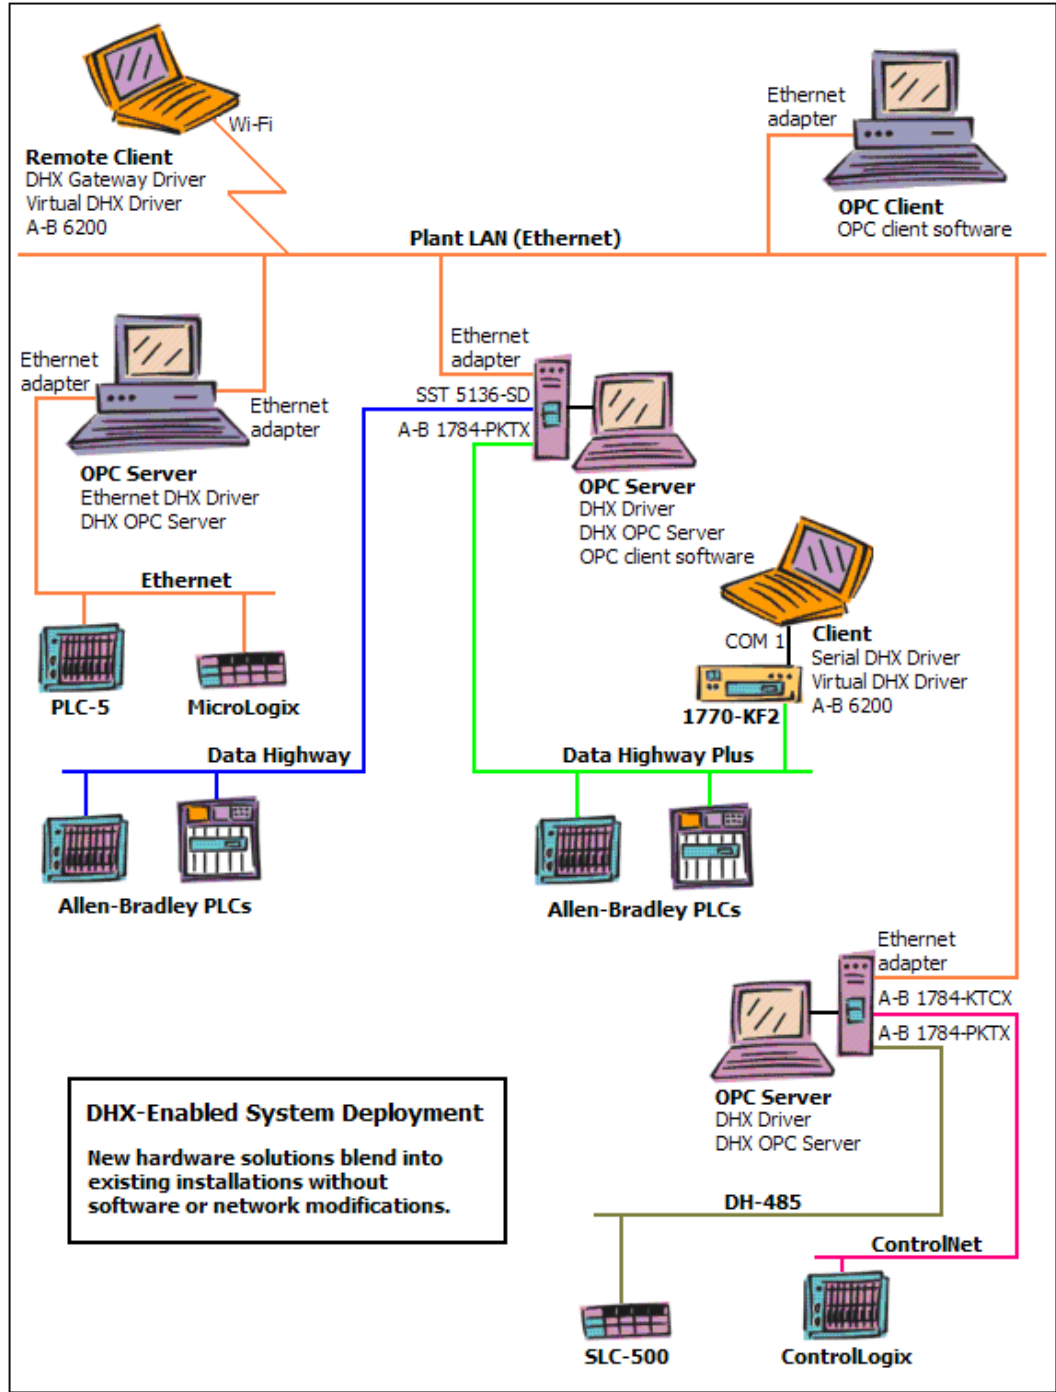 Wi-Fi
Remote Client
DHX Gateway Driver
Virtual DHX Driver
A-B 6200
Ethernet
adapter
OPC Client
OPC client software
Plant LAN (Ethernet)
Ethernet
adapter
Ethernet
adapter
OPC Server
Ethernet DHX Driver
DHX OPC Server
Ethernet
adapter
SST 5136-SD
A-B 1784-PKTX
OPC Server
DHX Driver
DHX OPC Server
OPC client software
Ethernet
PLC-5
MicroLogix
COM 1
Client
Serial DHX Driver
Virtual DHX Driver
A-B 6200
1770-KF2
Data Highway
Data Highway Plus
Allen-Bradley PLCs
Allen-Bradley PLCs
Ethernet
adapter
A-B 1784-KTCX
A-B 1784-PKTX
OPC Server
DHX Driver
DHX OPC Server
DHX-Enabled System Deployment
New hardware solutions blend into
existing installations without
software or network modifications.
DH-485
ControlNet
SLC-500
ControlLogix